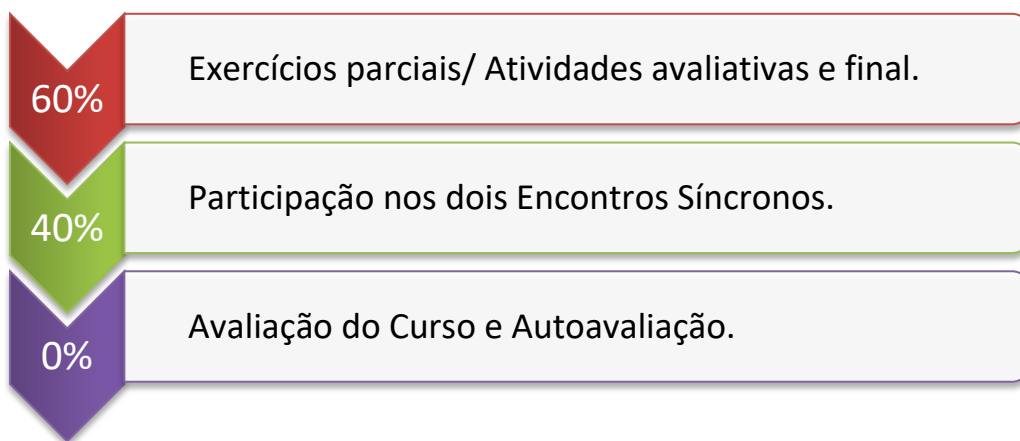 60%
Exercícios parciais/ Atividades avaliativas e final.
40%
Participação nos dois Encontros Síncronos.
0%
Avaliação do Curso e Autoavaliação.